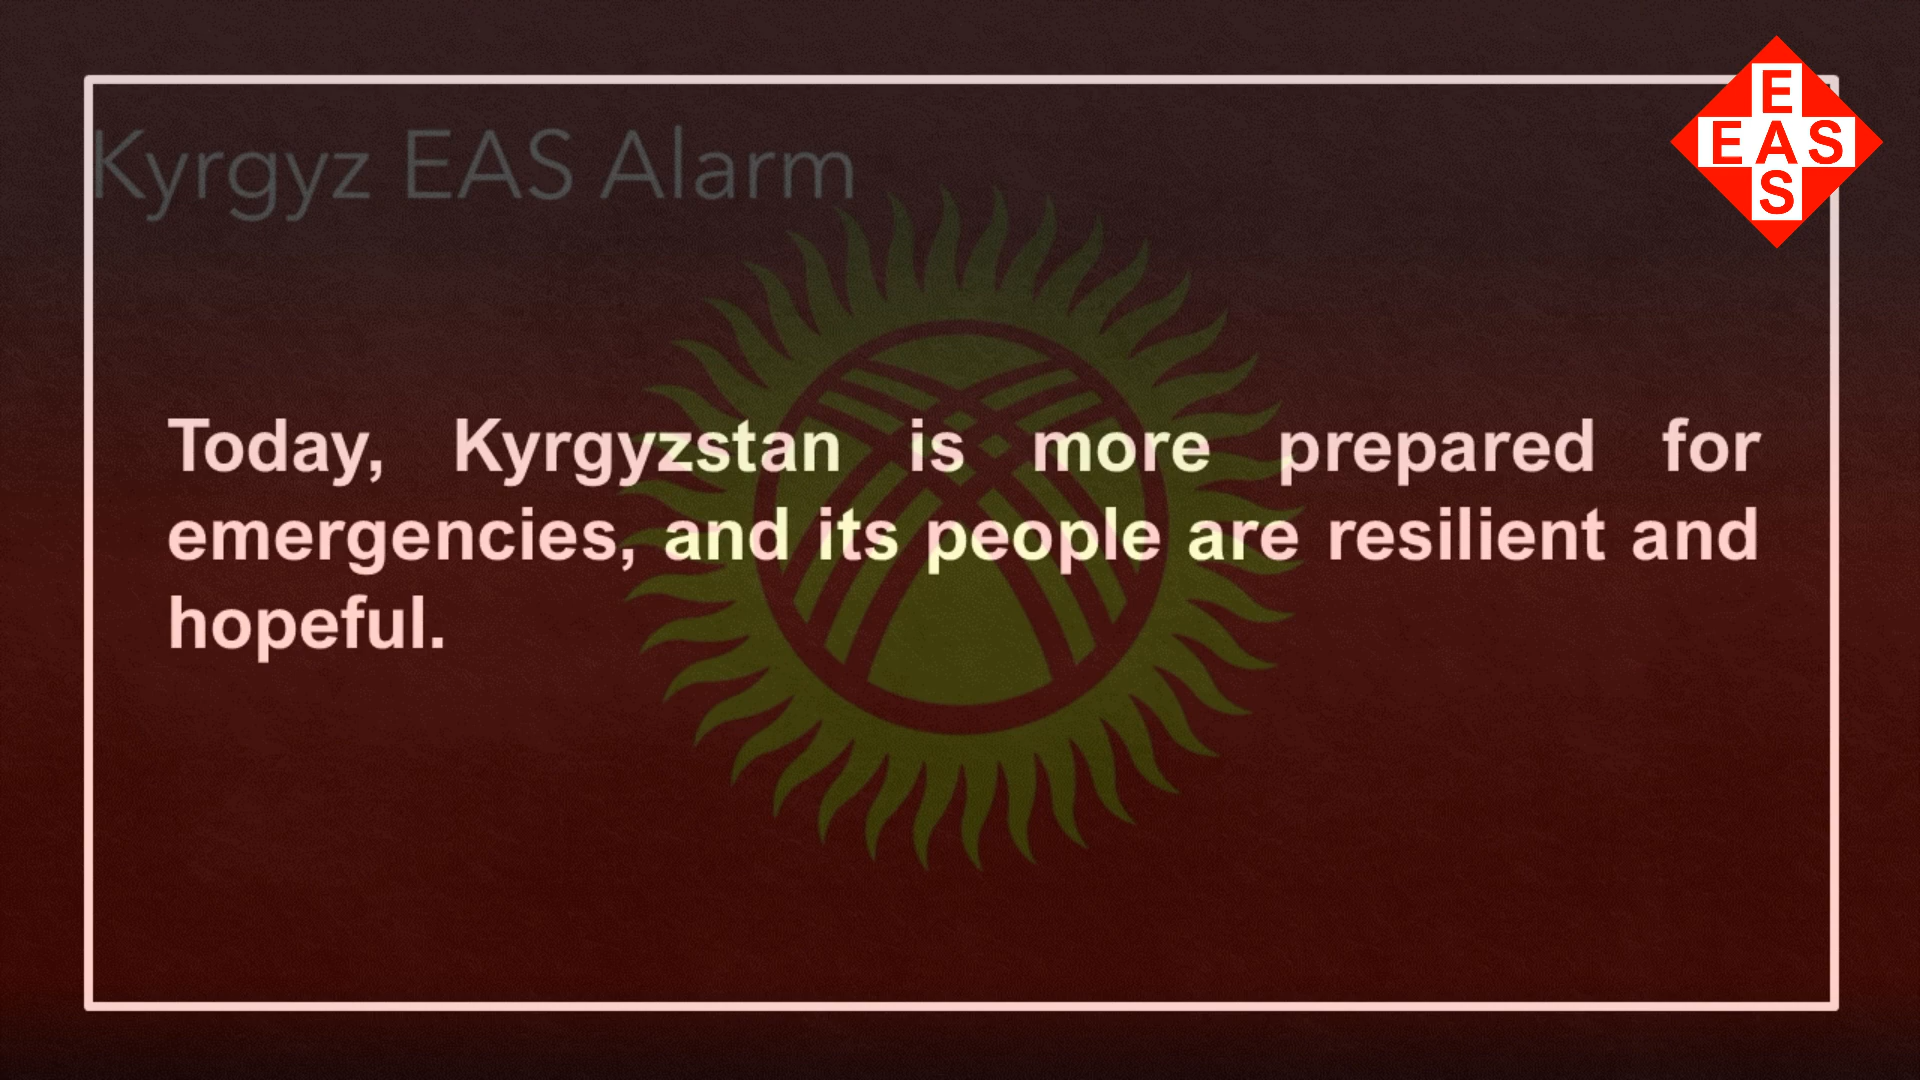 Kyrgyz EAS Alarm
E
EAS
S
Today, Kyrgyzstan is more prepared for
emergencies, and its people are resilient and
hopeful.